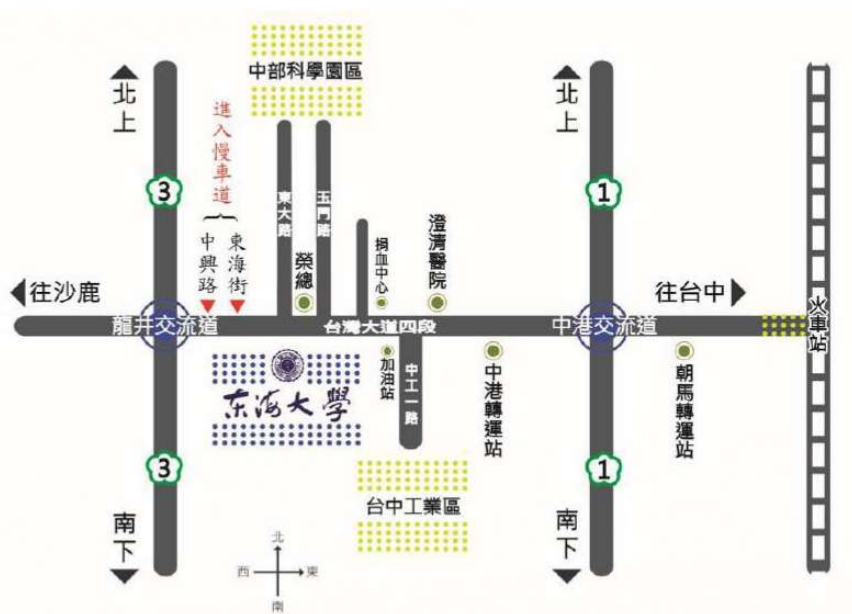 中部科學園區
北上
北上
進入慢車道
3
1
東大路
玉門路
中興路
東海街
榮總
捐血中心
澄清醫院
往沙鹿
往台中
火車站
龍井交流道
台灣大道四段
中港交流道
东海大學
加油站
中工一路
中港轉運站
朝馬轉運站
3
1
台中工業區
南下
南下
北
西
東
南